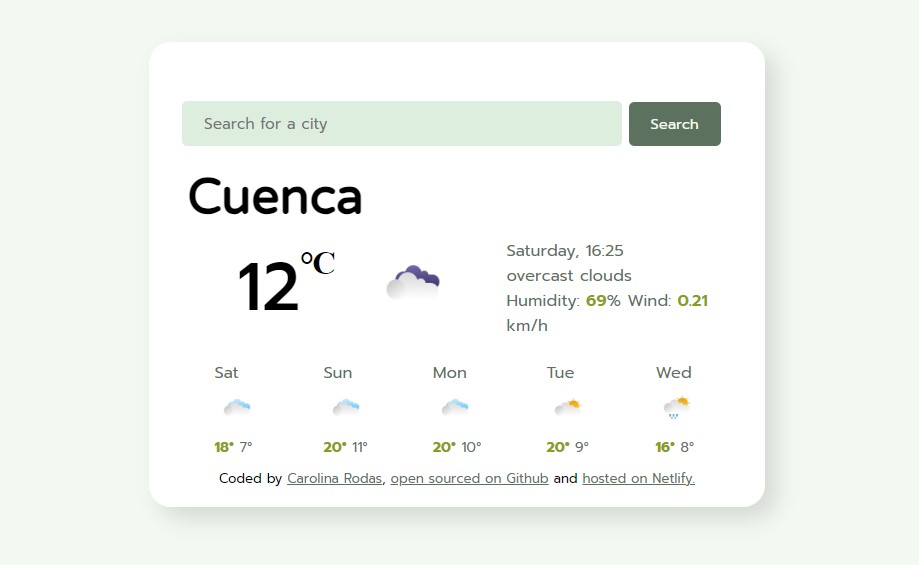 Search for a city
Search
Cuenca
12℃
Saturday, 16:25
overcast clouds
Humidity: 69% Wind: 0.21
km/h
Sat Sun Mon Tue Wed
18° 7° 20° 11° 20° 10° 20° 9° 16° 8°
Coded by Carolina Rodas, open sourced on Github and hosted on Netlify.